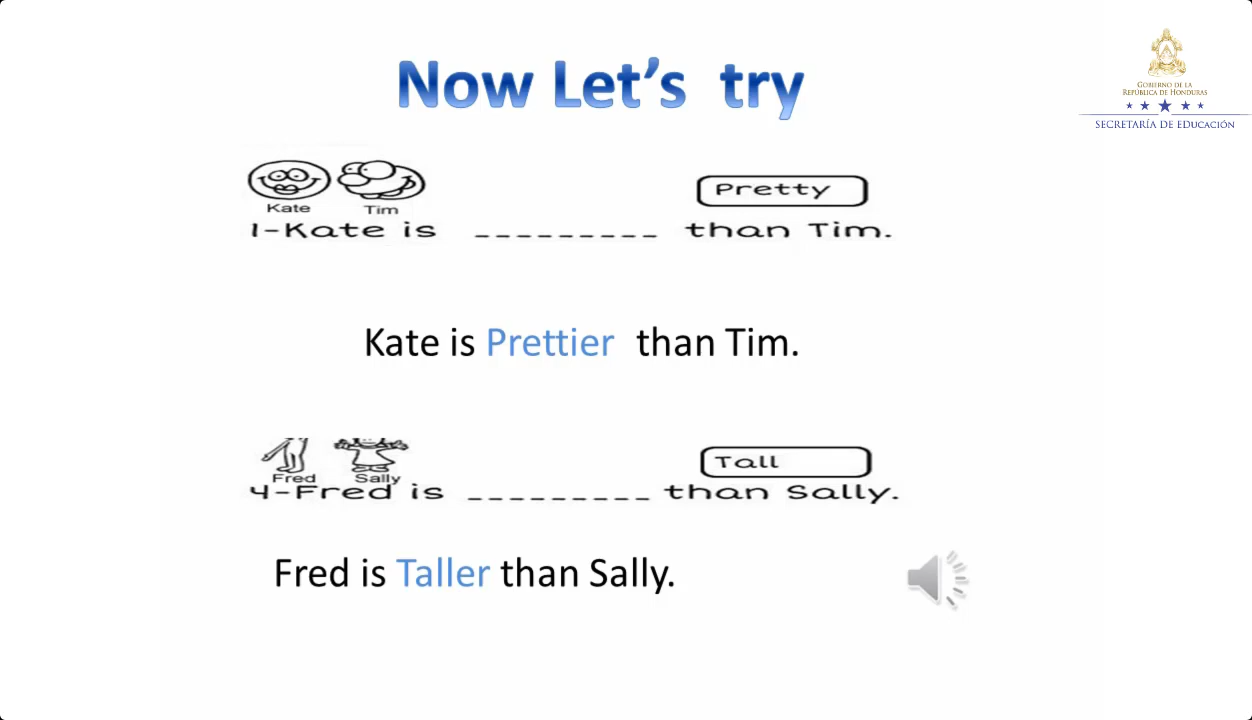 Now Let's try
GOBIERNO DE LA
REPÚBLICA DE HONDURAS
SECRETARÍA DE EDUCACIÓN
Kate Tim
Pretty
1-Kate is _________ than Tim.
Kate is Prettier than Tim.
Tall
Fred Sally
4-Fred is _________ than Sally.
Fred is Taller than Sally.